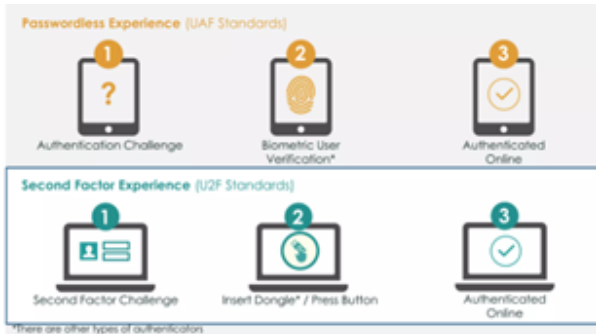 Passwordless Experience (UAF Standards)
1 2 3
?
Authentication Challenge
Biometric User
Verification*
Authenticated
Online
Second Factor Experience (U2F Standards)
1 2 3
Second Factor Challenge
Insert Dongle* / Press Button
Authenticated
Online
*There are other types of authenticators